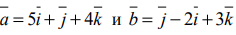 a̅ = 5i̅ + j̅ + 4k̅ и b̅ = j̅ − 2i̅ + 3k̅